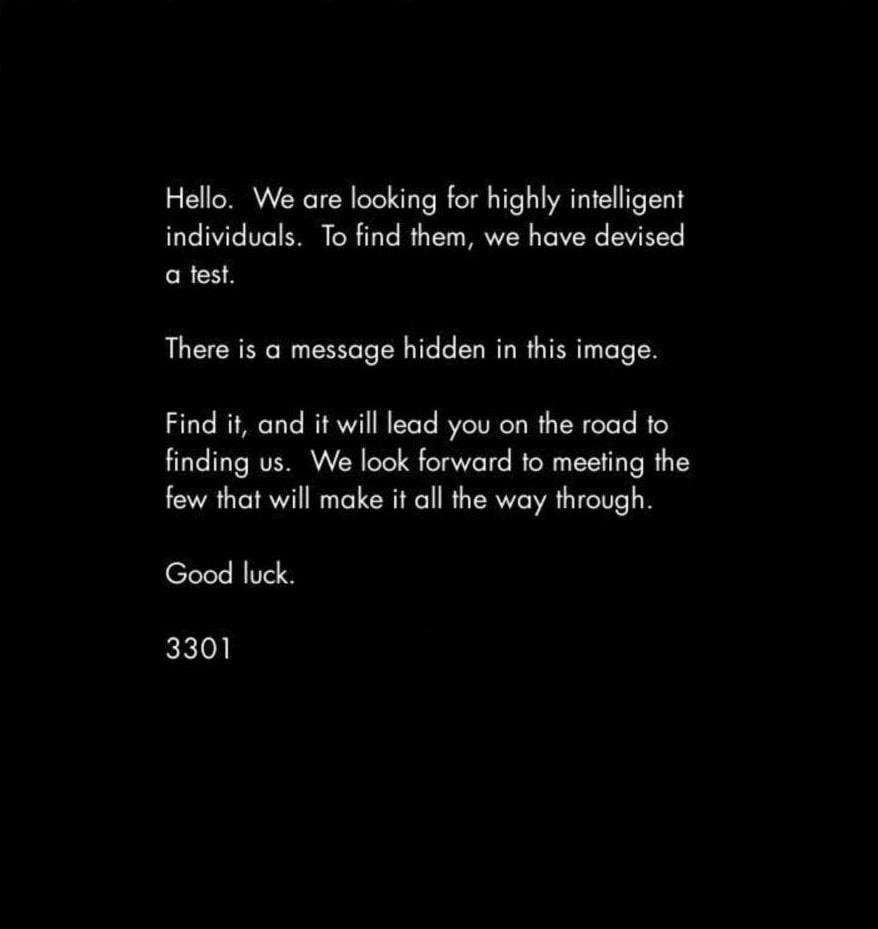 Hello.  We are looking for highly intelligent
individuals.  To find them, we have devised
a test.
There is a message hidden in this image.
Find it, and it will lead you on the road to
finding us.  We look forward to meeting the
few that will make it all the way through.
Good luck.
3301